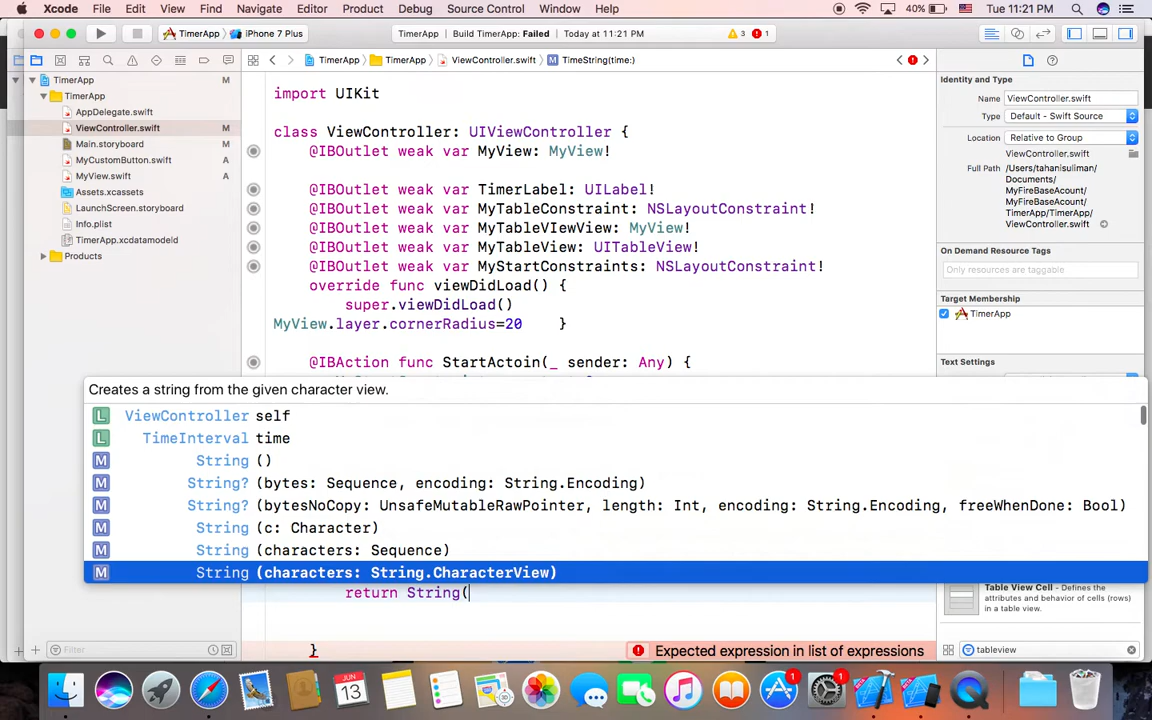 Xcode File Edit View Find Navigate Editor Product Debug Source Control Window Help 40% Tue 11:21 PM
TimerApp iPhone 7 Plus TimerApp | Build TimerApp: Failed | Today at 11:21 PM 3 1
TimerApp TimerApp ViewController.swift M TimeString(time:)
TimerApp M
TimerApp
AppDelegate.swift
ViewController.swift M
Main.storyboard M
MyCustomButton.swift A
MyView.swift A
Assets.xcassets
LaunchScreen.storyboard
Info.plist
TimerApp.xcdatamodeld
Products
import UIKit
class ViewController: UIViewController {
@IBOutlet weak var MyView: MyView!
@IBOutlet weak var TimerLabel: UILabel!
@IBOutlet weak var MyTableConstraint: NSLayoutConstraint!
@IBOutlet weak var MyTableVIewView: MyView!
@IBOutlet weak var MyTableView: UITableView!
@IBOutlet weak var MyStartConstraints: NSLayoutConstraint!
override func viewDidLoad() {
super.viewDidLoad()
MyView.layer.cornerRadius=20 }
@IBAction func StartActoin(_ sender: Any) {
Creates a string from the given character view.
L ViewController self
L TimeInterval time
M String ()
M String? (bytes: Sequence, encoding: String.Encoding)
M String? (bytesNoCopy: UnsafeMutableRawPointer, length: Int, encoding: String.Encoding, freeWhenDone: Bool)
M String (c: Character)
M String (characters: Sequence)
M String (characters: String.CharacterView)
return String(
} Expected expression in list of expressions
Filter
Identity and Type
Name ViewController.swift
Type Default - Swift Source
Location Relative to Group
ViewController.swift
Full Path /Users/tahanisuliman/
Documents/
MyFireBaseAcount/
MyFireBaseAcount/
TimerApp/TimerApp/
ViewController.swift
On Demand Resource Tags
Only resources are taggable
Target Membership
TimerApp
Text Settings
Table View Cell - Defines the
attributes and behavior of cells (rows)
in a table view.
tableview
JUN
13
1
1